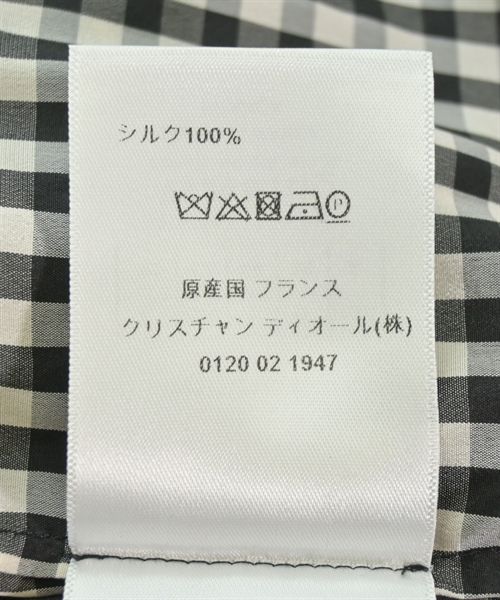 シルク100%
P
原産国 フランス
クリスチャン ディオール(株)
0120 02 1947